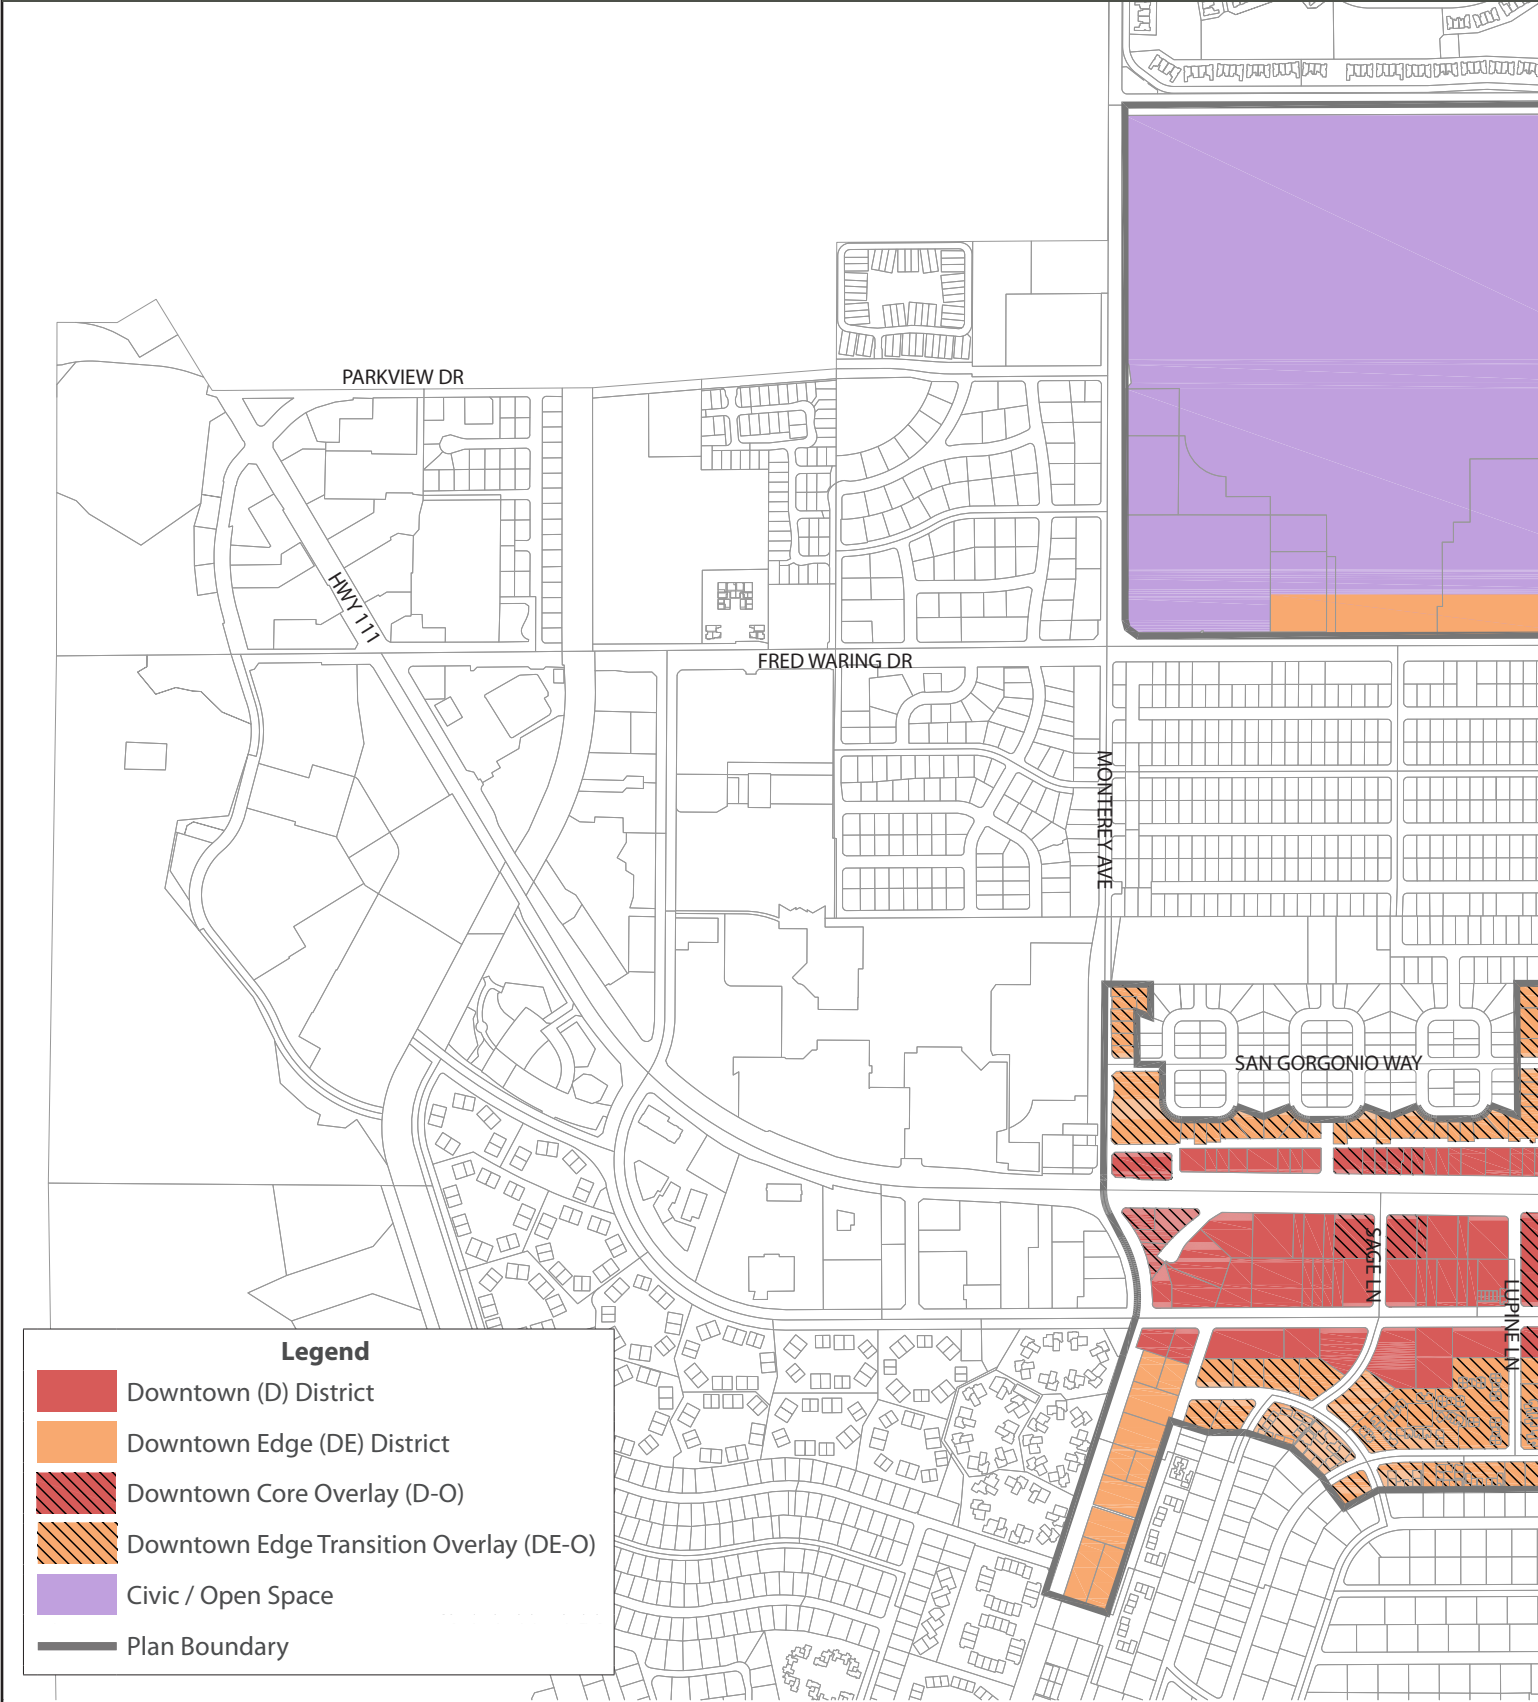 PARKVIEW DR
HWY 111
FRED WARING DR
MONTEREY AVE
SAN GORGONIO WAY
SAGE LN
LUPINE LN
Legend
Downtown (D) District
Downtown Edge (DE) District
Downtown Core Overlay (D-O)
Downtown Edge Transition Overlay (DE-O)
Civic / Open Space
Plan Boundary